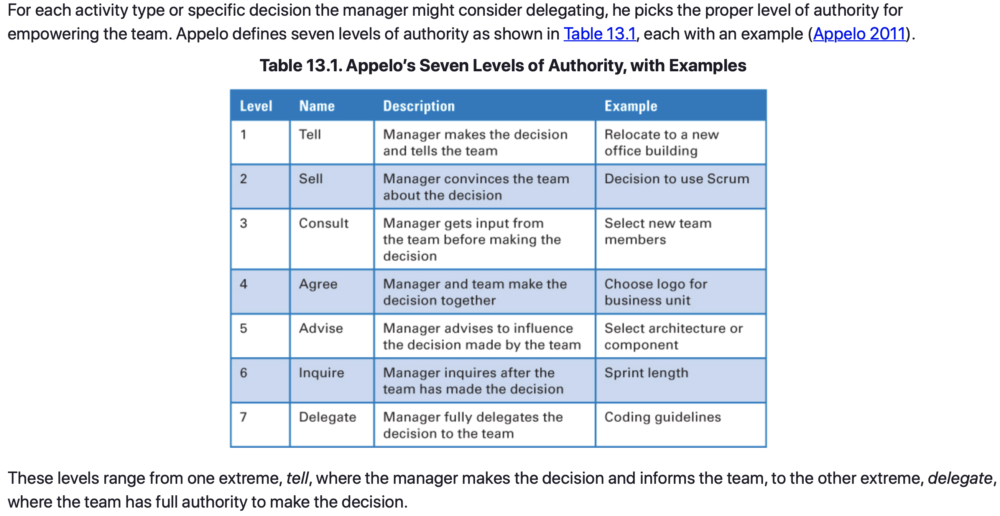 For each activity type or specific decision the manager might consider delegating, he picks the proper level of authority for
empowering the team. Appelo defines seven levels of authority as shown in Table 13.1, each with an example (Appelo 2011).
Table 13.1. Appelo’s Seven Levels of Authority, with Examples
Level Name Description Example
1 Tell Manager makes the decision Relocate to a new
and tells the team office building
2 Sell Manager convinces the team Decision to use Scrum
about the decision
3 Consult Manager gets input from Select new team
the team before making the members
decision
4 Agree Manager and team make the Choose logo for
decision together business unit
5 Advise Manager advises to influence Select architecture or
the decision made by the team component
6 Inquire Manager inquires after the Sprint length
team has made the decision
7 Delegate Manager fully delegates the Coding guidelines
decision to the team
These levels range from one extreme, tell, where the manager makes the decision and informs the team, to the other extreme, delegate,
where the team has full authority to make the decision.